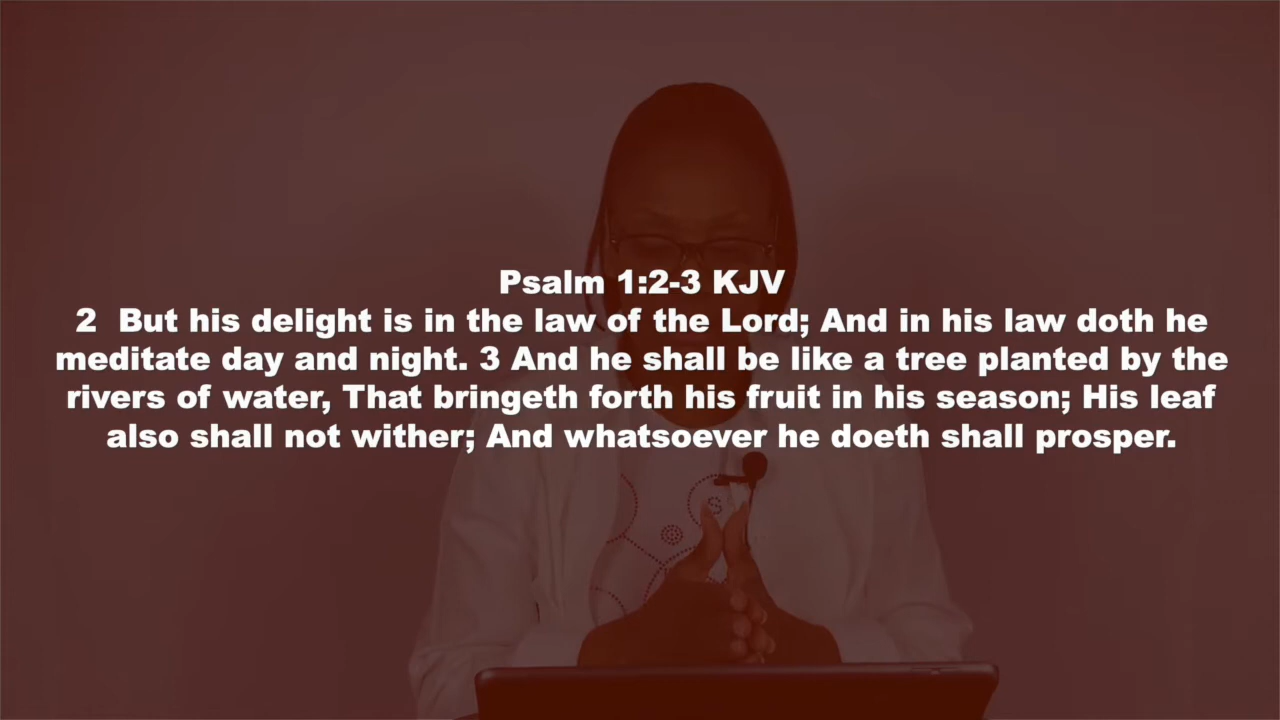 Psalm 1:2-3 KJV
2 But his delight is in the law of the Lord; And in his law doth he
meditate day and night. 3 And he shall be like a tree planted by the
rivers of water, That bringeth forth his fruit in his season; His leaf
also shall not wither; And whatsoever he doeth shall prosper.